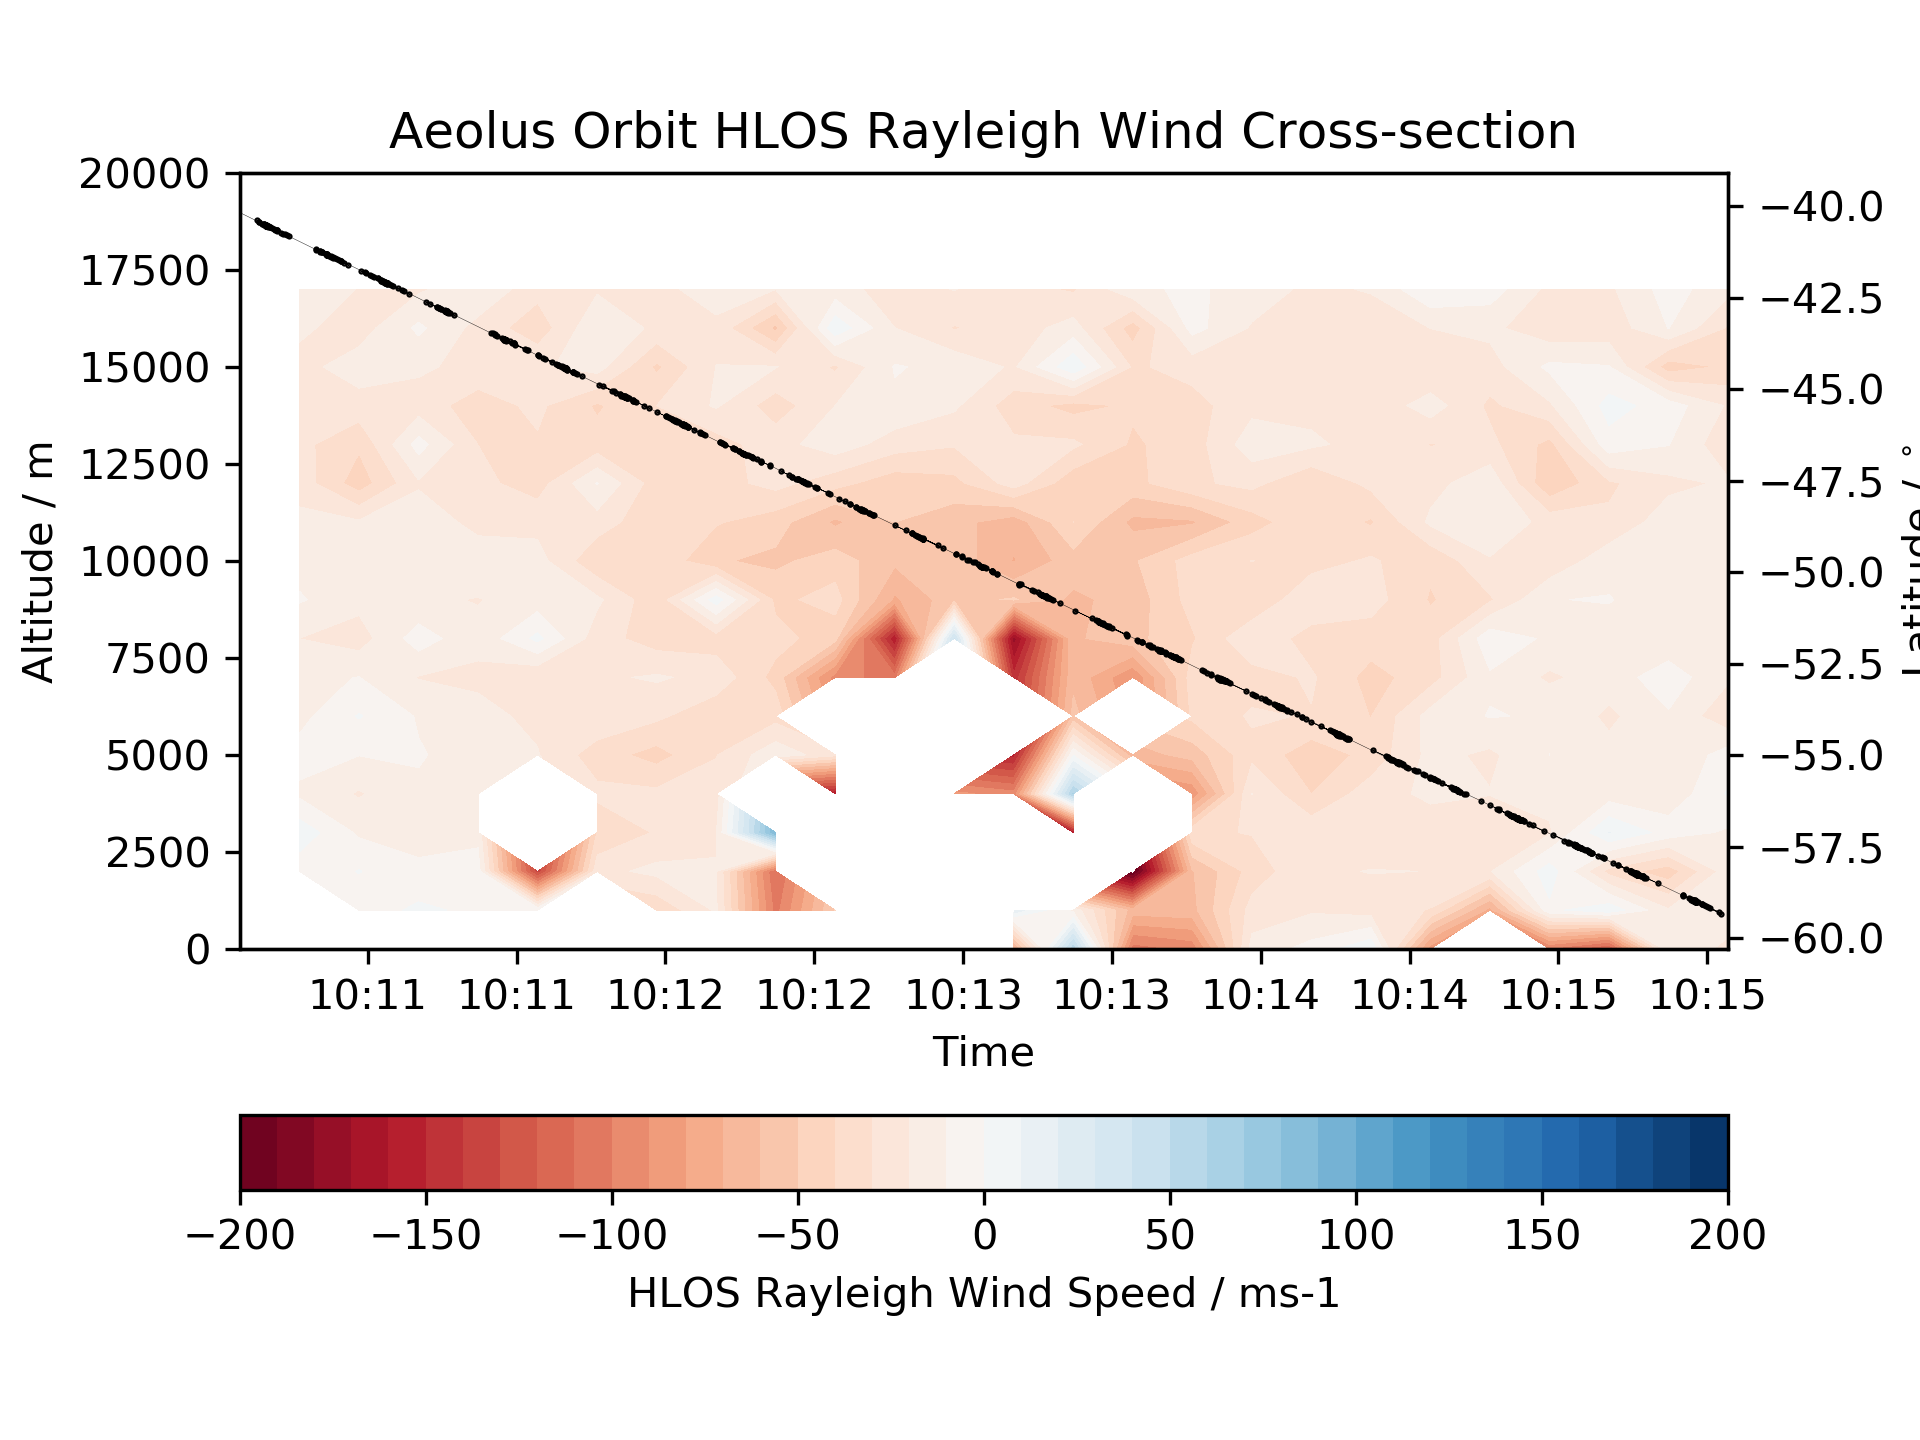 Aeolus Orbit HLOS Rayleigh Wind Cross-section
20000
17500
15000
12500
10000
7500
5000
2500
0
Altitude / m
−40.0
−42.5
−45.0
−47.5
−50.0
−52.5
−55.0
−57.5
−60.0
Latitude / °
10:11 10:11 10:12 10:12 10:13 10:13 10:14 10:14 10:15 10:15
Time
−200 −150 −100 −50 0 50 100 150 200
HLOS Rayleigh Wind Speed / ms-1